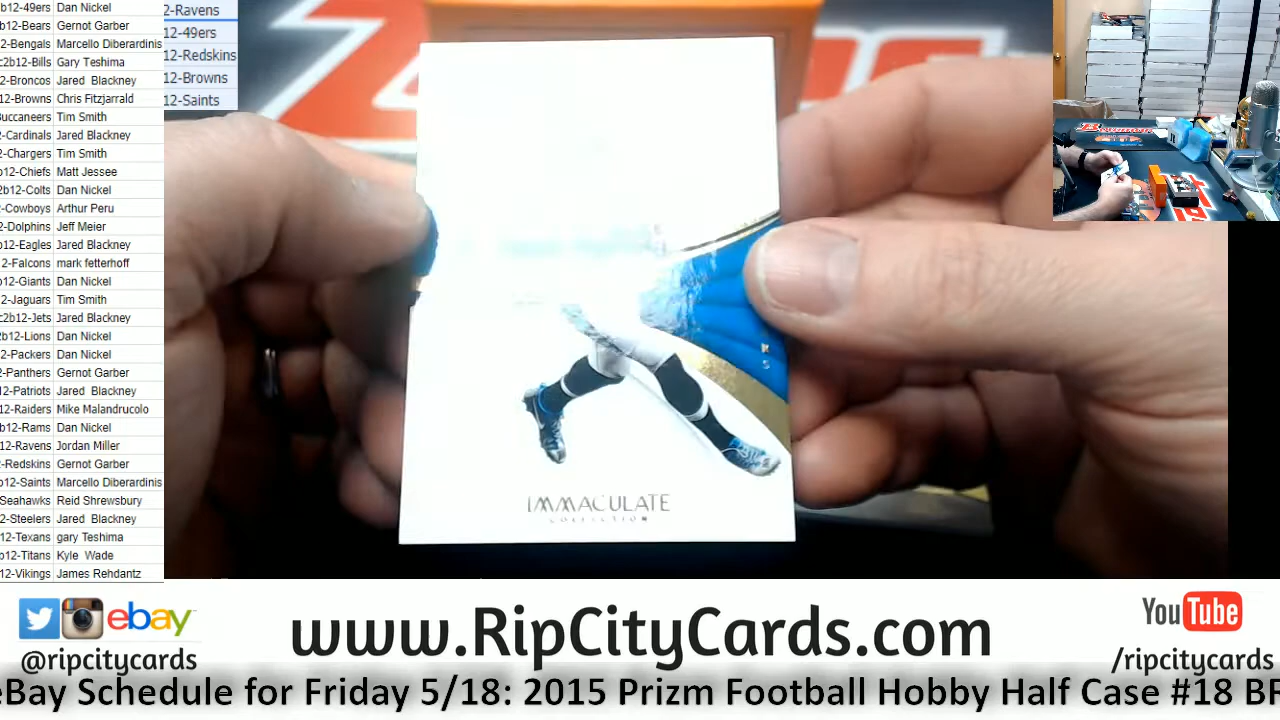 b12-49ers Dan Nickel
b12-Bears Gernot Garber
12-Bengals Marcello Diberardinis
c2b12-Bills Gary Teshima
2-Broncos Jared Blackney
12-Browns Chris Fitzjarrald
Buccaneers Tim Smith
2-Cardinals Jared Blackney
2-Chargers Tim Smith
b12-Chiefs Matt Jessee
2b12-Colts Dan Nickel
2-Cowboys Arthur Peru
2-Dolphins Jeff Meier
b12-Eagles Jared Blackney
12-Falcons mark fetterhoff
b12-Giants Dan Nickel
12-Jaguars Tim Smith
c2b12-Jets Jared Blackney
2b12-Lions Dan Nickel
2-Packers Dan Nickel
2-Panthers Gernot Garber
12-Patriots Jared Blackney
12-Raiders Mike Malandrucolo
b12-Rams Dan Nickel
12-Ravens Jordan Miller
2-Redskins Gernot Garber
b12-Saints Marcello Diberardinis
Seahawks Reid Shrewsbury
2-Steelers Jared Blackney
12-Texans gary Teshima
b12-Titans Kyle Wade
12-Vikings James Rehdantz
2-Ravens
12-49ers
12-Redskins
12-Browns
12-Saints
IMMACULATE
COLLECTION
ebay
@ripcitycards
www.RipCityCards.com
YouTube
/ripcitycards
eBay Schedule for Friday 5/18: 2015 Prizm Football Hobby Half Case #18 BR